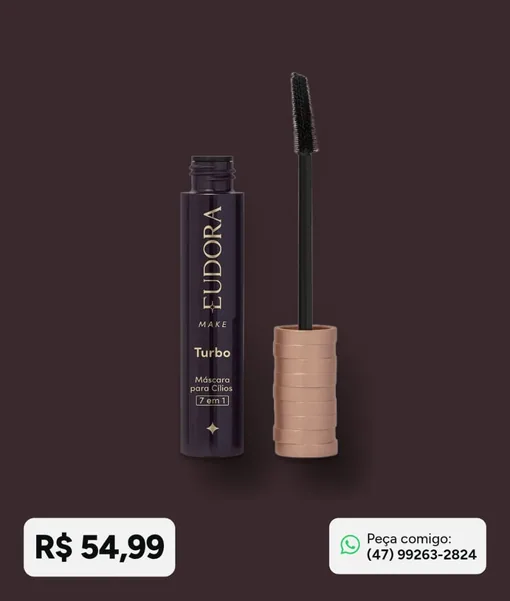 EUDORA
MAKE
Turbo
Máscara
para Cílios
7 em 1
R$ 54,99
Peça comigo:
(47) 99263-2824